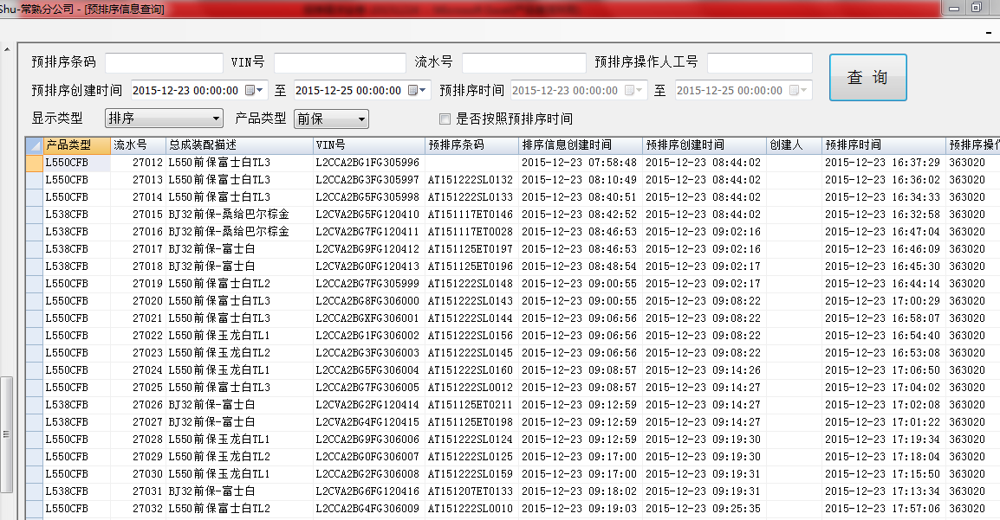 Shu-常熟分公司 - [预排序信息查询]
预排序条码 VIN号 流水号 预排序操作人工号
查 询
预排序创建时间 2015-12-23 00:00:00 至 2015-12-25 00:00:00 预排序时间 2015-12-23 00:00:00 至 2015-12-25 00:00:00
显示类型 排序 产品类型 前保 是否按照预排序时间
产品类型 流水号 总成装配描述 VIN号 预排序条码 排序信息创建时间 预排序创建时间 创建人 预排序时间 预排序操作
L550CFB 27012 L550前保富士白TL3 L2CCA2BG1FG305996 2015-12-23 07:58:48 2015-12-23 08:44:02 2015-12-23 16:37:29 363020
L550CFB 27013 L550前保富士白TL3 L2CCA2BG3FG305997 AT151222SL0132 2015-12-23 08:10:49 2015-12-23 08:44:02 2015-12-23 16:36:02 363020
L550CFB 27014 L550前保富士白TL3 L2CCA2BG5FG305998 AT151222SL0133 2015-12-23 08:40:51 2015-12-23 08:44:02 2015-12-23 16:34:33 363020
L538CFB 27015 BJ32前保-桑给巴尔棕金 L2CVA2BG5FG120410 AT151117ET0146 2015-12-23 08:42:52 2015-12-23 08:44:02 2015-12-23 16:32:58 363020
L538CFB 27016 BJ32前保-桑给巴尔棕金 L2CVA2BG7FG120411 AT151117ET0028 2015-12-23 08:46:53 2015-12-23 09:02:16 2015-12-23 16:47:04 363020
L538CFB 27017 BJ32前保-富士白 L2CVA2BG9FG120412 AT151125ET0197 2015-12-23 08:46:53 2015-12-23 09:02:16 2015-12-23 16:46:09 363020
L538CFB 27018 BJ32前保-富士白 L2CVA2BG0FG120413 AT151125ET0196 2015-12-23 08:48:54 2015-12-23 09:02:17 2015-12-23 16:45:30 363020
L550CFB 27019 L550前保富士白TL2 L2CCA2BG7FG305999 AT151222SL0148 2015-12-23 09:00:55 2015-12-23 09:02:17 2015-12-23 16:44:14 363020
L550CFB 27020 L550前保富士白TL3 L2CCA2BG8FG306000 AT151222SL0143 2015-12-23 09:00:55 2015-12-23 09:08:22 2015-12-23 17:00:29 363020
L550CFB 27021 L550前保富士白TL3 L2CCA2BGXFG306001 AT151222SL0144 2015-12-23 09:06:56 2015-12-23 09:08:22 2015-12-23 16:58:07 363020
L550CFB 27022 L550前保玉龙白TL1 L2CCA2BG1FG306002 AT151222SL0156 2015-12-23 09:06:56 2015-12-23 09:08:22 2015-12-23 16:54:40 363020
L550CFB 27023 L550前保玉龙白TL2 L2CCA2BG3FG306003 AT151222SL0145 2015-12-23 09:06:56 2015-12-23 09:08:22 2015-12-23 16:53:08 363020
L550CFB 27024 L550前保玉龙白TL1 L2CCA2BG5FG306004 AT151222SL0160 2015-12-23 09:08:57 2015-12-23 09:14:26 2015-12-23 17:06:50 363020
L550CFB 27025 L550前保富士白TL3 L2CCA2BG7FG306005 AT151222SL0012 2015-12-23 09:08:57 2015-12-23 09:14:27 2015-12-23 17:04:02 363020
L538CFB 27026 BJ32前保-富士白 L2CVA2BG2FG120414 AT151125ET0211 2015-12-23 09:12:59 2015-12-23 09:14:27 2015-12-23 17:02:08 363020
L538CFB 27027 BJ32前保-富士白 L2CVA2BG4FG120415 AT151125ET0198 2015-12-23 09:12:59 2015-12-23 09:14:27 2015-12-23 17:01:22 363020
L550CFB 27028 L550前保玉龙白TL1 L2CCA2BG9FG306006 AT151222SL0124 2015-12-23 09:12:59 2015-12-23 09:19:30 2015-12-23 17:19:34 363020
L550CFB 27029 L550前保玉龙白TL2 L2CCA2BG0FG306007 AT151222SL0125 2015-12-23 09:17:00 2015-12-23 09:19:30 2015-12-23 17:18:04 363020
L550CFB 27030 L550前保玉龙白TL1 L2CCA2BG2FG306008 AT151222SL0159 2015-12-23 09:17:00 2015-12-23 09:19:31 2015-12-23 17:15:50 363020
L538CFB 27031 BJ32前保-富士白 L2CVA2BG6FG120416 AT151207ET0133 2015-12-23 09:18:02 2015-12-23 09:19:31 2015-12-23 17:13:34 363020
L550CFB 27032 L550前保富士白TL2 L2CCA2BG4FG306009 AT151222SL0010 2015-12-23 09:19:03 2015-12-23 09:25:35 2015-12-23 17:57:06 363020